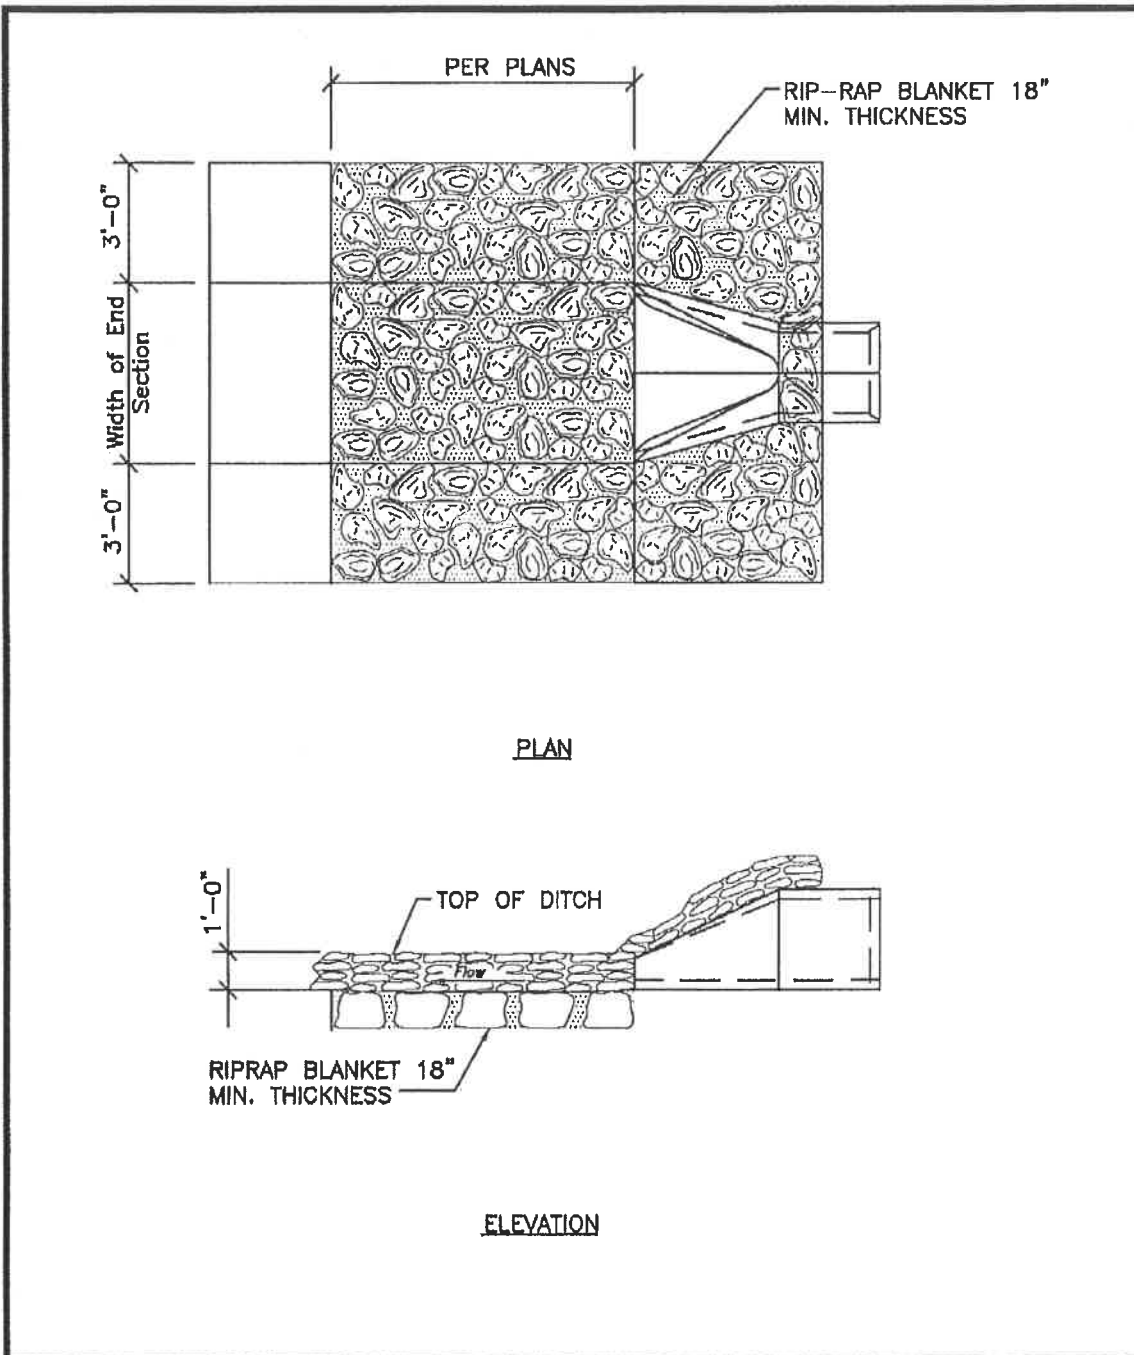 PER PLANS
RIP-RAP BLANKET 18"
MIN. THICKNESS
3'-0"
Width of End
Section
3'-0"
PLAN
1'-0"
TOP OF DITCH
Flow
RIPRAP BLANKET 18"
MIN. THICKNESS
ELEVATION